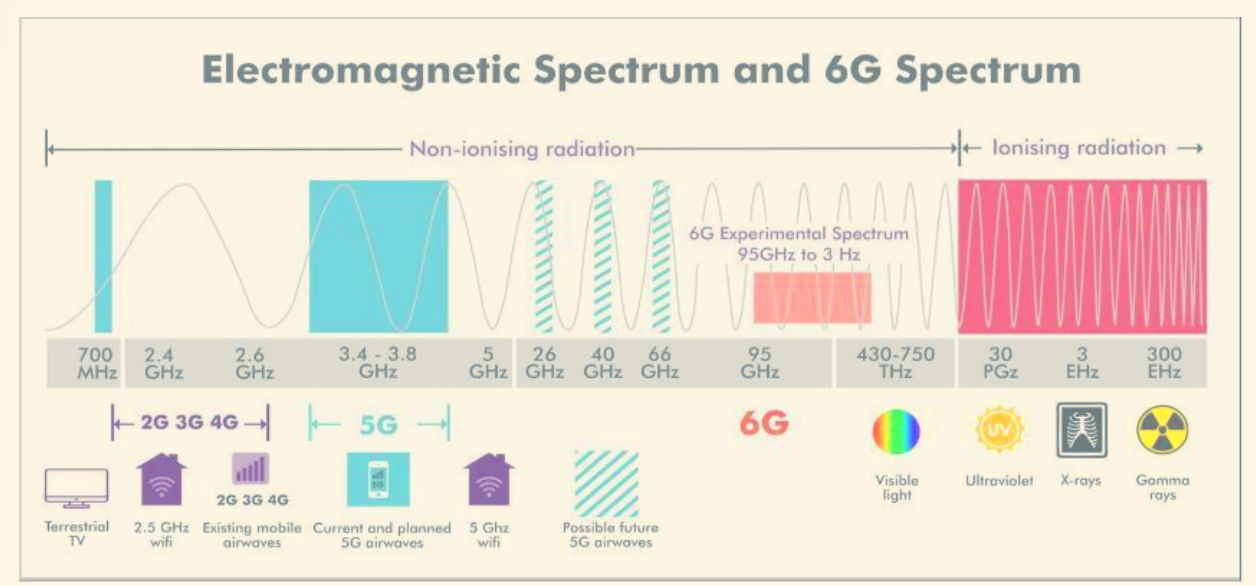 Electromagnetic Spectrum and 6G Spectrum
Non-ionising radiation
Ionising radiation
6G Experimental Spectrum
95GHz to 3 Hz
700 MHz
2.4 GHz
2.6 GHz
3.4 - 3.8 GHz
5 GHz
26 GHz
40 GHz
66 GHz
95 GHz
430-750 THz
30 PGz
3 EHz
300 EHz
2G 3G 4G
5G
6G
UV
5G
2G 3G 4G
Terrestrial
TV
2.5 GHz
wifi
Existing mobile
airwaves
Current and planned
5G airwaves
5 Ghz
wifi
Possible future
5G airwaves
Visible
light
Ultraviolet
X-rays
Gamma
rays